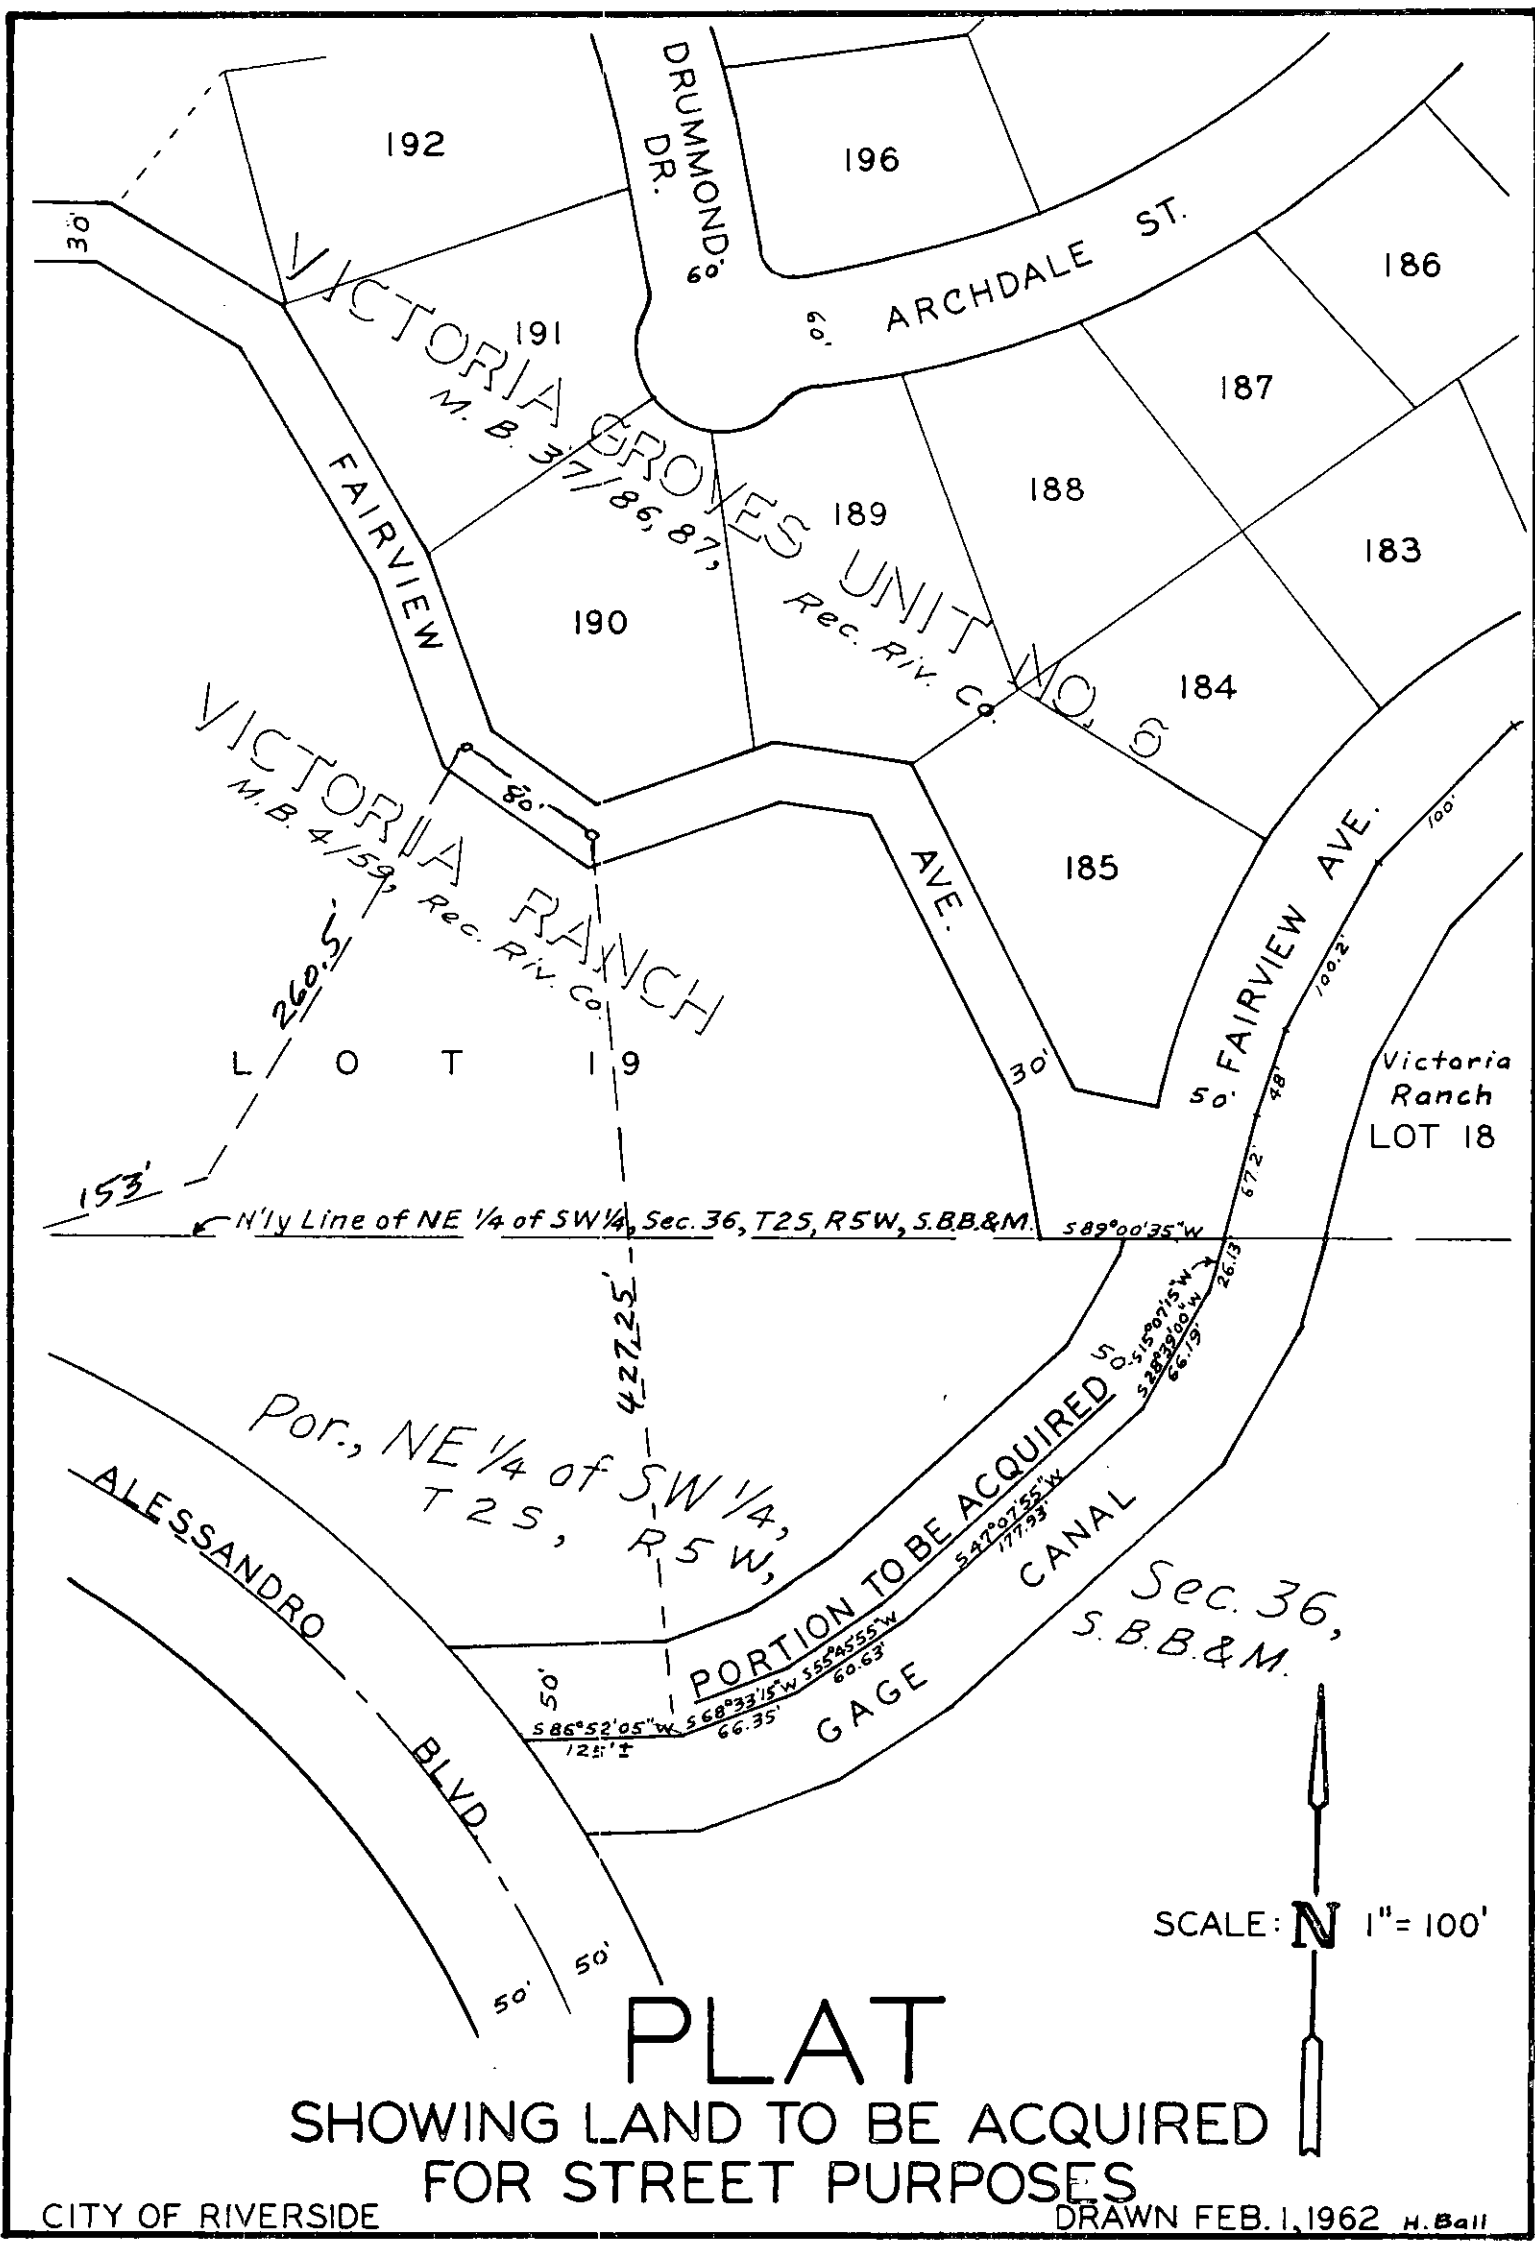 DRUMMOND
DR.
60'
192
196
30'
ARCHDALE ST.
60'
186
191
187
VICTORIA GROVES UNIT NO. 6
M. B. 37/86, 87,
Rec. Riv. Co.
188
189
183
FAIRVIEW
190
184
80'
VICTORIA RANCH
M.B. 4/59, Rec. Riv. Co.
AVE.
185
FAIRVIEW AVE.
100'
100.2'
48'
67.2'
260.5'
LOT 19
30'
50'
Victoria
Ranch
LOT 18
153'
N'ly Line of NE 1/4 of SW 1/4, Sec. 36, T2S, R5W, S.B.B.&M.
S89°00'35"W
26.13'
S15°07'15"W
S28°39'00"W
66.19'
50'
427.25'
Por., NE 1/4 of SW 1/4,
T2S, R5W,
PORTION TO BE ACQUIRED
S47°07'55"W
177.93'
S55°45'55"W
60.63'
S68°33'15"W
66.35'
50'
S86°52'05"W
125'±
GAGE CANAL
Sec. 36,
S.B.B.&M.
ALESSANDRO BLVD.
50'
50'
SCALE: N 1"=100'
PLAT
SHOWING LAND TO BE ACQUIRED
FOR STREET PURPOSES
CITY OF RIVERSIDE
DRAWN FEB. 1, 1962 H. Ball